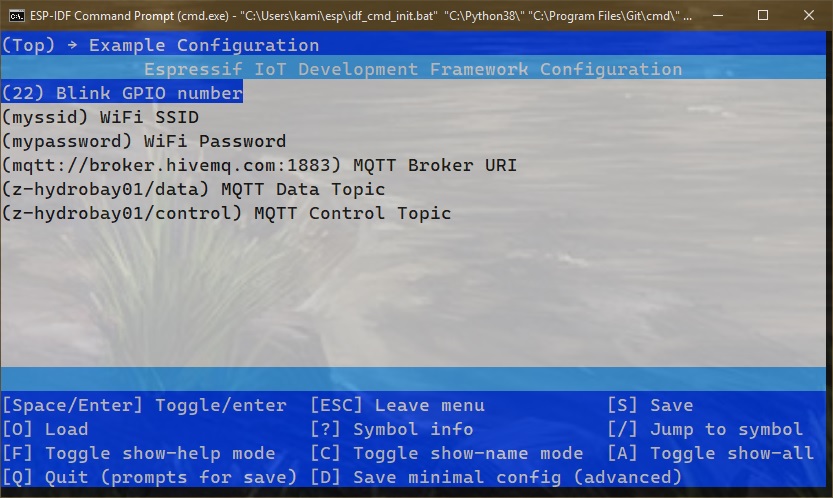 ESP-IDF Command Prompt (cmd.exe) - "C:\Users\kami\esp\idf_cmd_init.bat"  "C:\Python38\" "C:\Program Files\Git\cmd\" ...
(Top) → Example Configuration
Espressif IoT Development Framework Configuration
(22) Blink GPIO number
(myssid) WiFi SSID
(mypassword) WiFi Password
(mqtt://broker.hivemq.com:1883) MQTT Broker URI
(z-hydrobay01/data) MQTT Data Topic
(z-hydrobay01/control) MQTT Control Topic
[Space/Enter] Toggle/enter  [ESC] Leave menu  [S] Save
[O] Load  [?] Symbol info  [/] Jump to symbol
[F] Toggle show-help mode  [C] Toggle show-name mode  [A] Toggle show-all
[Q] Quit (prompts for save)  [D] Save minimal config (advanced)